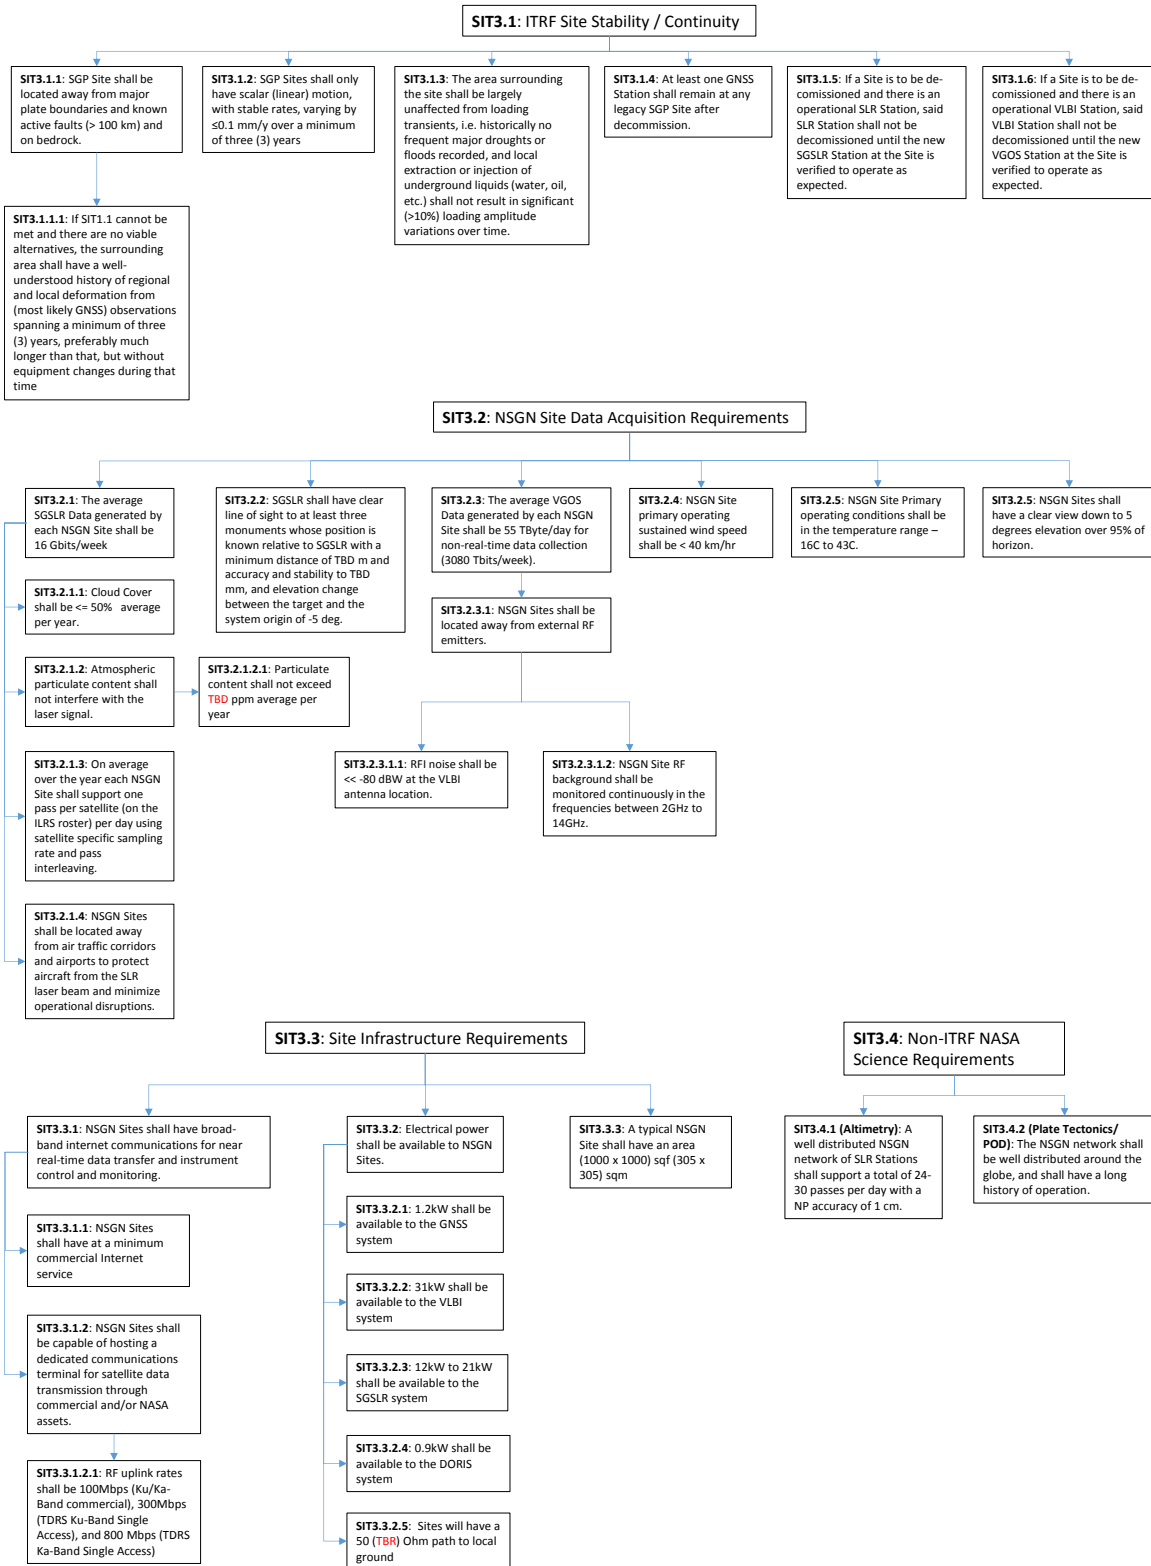 SIT3.1: ITRF Site Stability / Continuity
SIT3.1.1: SGP Site shall be
located away from major
plate boundaries and known
active faults (> 100 km) and
on bedrock.
SIT3.1.2: SGP Sites shall only
have scalar (linear) motion,
with stable rates, varying by
≤0.1 mm/y over a minimum
of three (3) years
SIT3.1.3: The area surrounding
the site shall be largely
unaffected from loading
transients, i.e. historically no
frequent major droughts or
floods recorded, and local
extraction or injection of
underground liquids (water, oil,
etc.) shall not result in significant
(>10%) loading amplitude
variations over time.
SIT3.1.4: At least one GNSS
Station shall remain at any
legacy SGP Site after
decommission.
SIT3.1.5: If a Site is to be de-
comissioned and there is an
operational SLR Station, said
SLR Station shall not be
decomissioned until the new
SGSLR Station at the Site is
verified to operate as
expected.
SIT3.1.6: If a Site is to be de-
comissioned and there is an
operational VLBI Station, said
VLBI Station shall not be
decomissioned until the new
VGOS Station at the Site is
verified to operate as
expected.
SIT3.1.1.1: If SIT1.1 cannot be
met and there are no viable
alternatives, the surrounding
area shall have a well-
understood history of regional
and local deformation from
(most likely GNSS) observations
spanning a minimum of three
(3) years, preferably much
longer than that, but without
equipment changes during that
time
SIT3.2: NSGN Site Data Acquisition Requirements
SIT3.2.1: The average
SGSLR Data generated by
each NSGN Site shall be
16 Gbits/week
SIT3.2.2: SGSLR shall have clear
line of sight to at least three
monuments whose position is
known relative to SGSLR with a
minimum distance of TBD m and
accuracy and stability to TBD
mm, and elevation change
between the target and the
system origin of -5 deg.
SIT3.2.3: The average VGOS
Data generated by each NSGN
Site shall be 55 TByte/day for
non-real-time data collection
(3080 Tbits/week).
SIT3.2.4: NSGN Site
primary operating
sustained wind speed
shall be < 40 km/hr
SIT3.2.5: NSGN Site Primary
operating conditions shall be
in the temperature range –
16C to 43C.
SIT3.2.5: NSGN Sites shall
have a clear view down to 5
degrees elevation over 95% of
horizon.
SIT3.2.1.1: Cloud Cover
shall be <= 50% average
per year.
SIT3.2.3.1: NSGN Sites shall be
located away from external RF
emitters.
SIT3.2.1.2: Atmospheric
particulate content shall
not interfere with the
laser signal.
SIT3.2.1.2.1: Particulate
content shall not exceed
TBD ppm average per
year
SIT3.2.1.3: On average
over the year each NSGN
Site shall support one
pass per satellite (on the
ILRS roster) per day using
satellite specific sampling
rate and pass
interleaving.
SIT3.2.3.1.1: RFI noise shall be
<< -80 dBW at the VLBI
antenna location.
SIT3.2.3.1.2: NSGN Site RF
background shall be
monitored continuously in the
frequencies between 2GHz to
14GHz.
SIT3.2.1.4: NSGN Sites
shall be located away
from air traffic corridors
and airports to protect
aircraft from the SLR
laser beam and minimize
operational disruptions.
SIT3.3: Site Infrastructure Requirements
SIT3.4: Non-ITRF NASA
Science Requirements
SIT3.3.1: NSGN Sites shall have broad-
band internet communications for near
real-time data transfer and instrument
control and monitoring.
SIT3.3.2: Electrical power
shall be available to NSGN
Sites.
SIT3.3.3: A typical NSGN
Site shall have an area
(1000 x 1000) sqf (305 x
305) sqm
SIT3.4.1 (Altimetry): A
well distributed NSGN
network of SLR Stations
shall support a total of 24-
30 passes per day with a
NP accuracy of 1 cm.
SIT3.4.2 (Plate Tectonics/
POD): The NSGN network shall
be well distributed around the
globe, and shall have a long
history of operation.
SIT3.3.1.1: NSGN Sites
shall have at a minimum
commercial Internet
service
SIT3.3.2.1: 1.2kW shall be
available to the GNSS
system
SIT3.3.2.2: 31kW shall be
available to the VLBI
system
SIT3.3.1.2: NSGN Sites shall
be capable of hosting a
dedicated communications
terminal for satellite data
transmission through
commercial and/or NASA
assets.
SIT3.3.2.3: 12kW to 21kW
shall be available to the
SGSLR system
SIT3.3.2.4: 0.9kW shall be
available to the DORIS
system
SIT3.3.1.2.1: RF uplink rates
shall be 100Mbps (Ku/Ka-
Band commercial), 300Mbps
(TDRS Ku-Band Single
Access), and 800 Mbps (TDRS
Ka-Band Single Access)
SIT3.3.2.5: Sites will have a
50 (TBR) Ohm path to local
ground